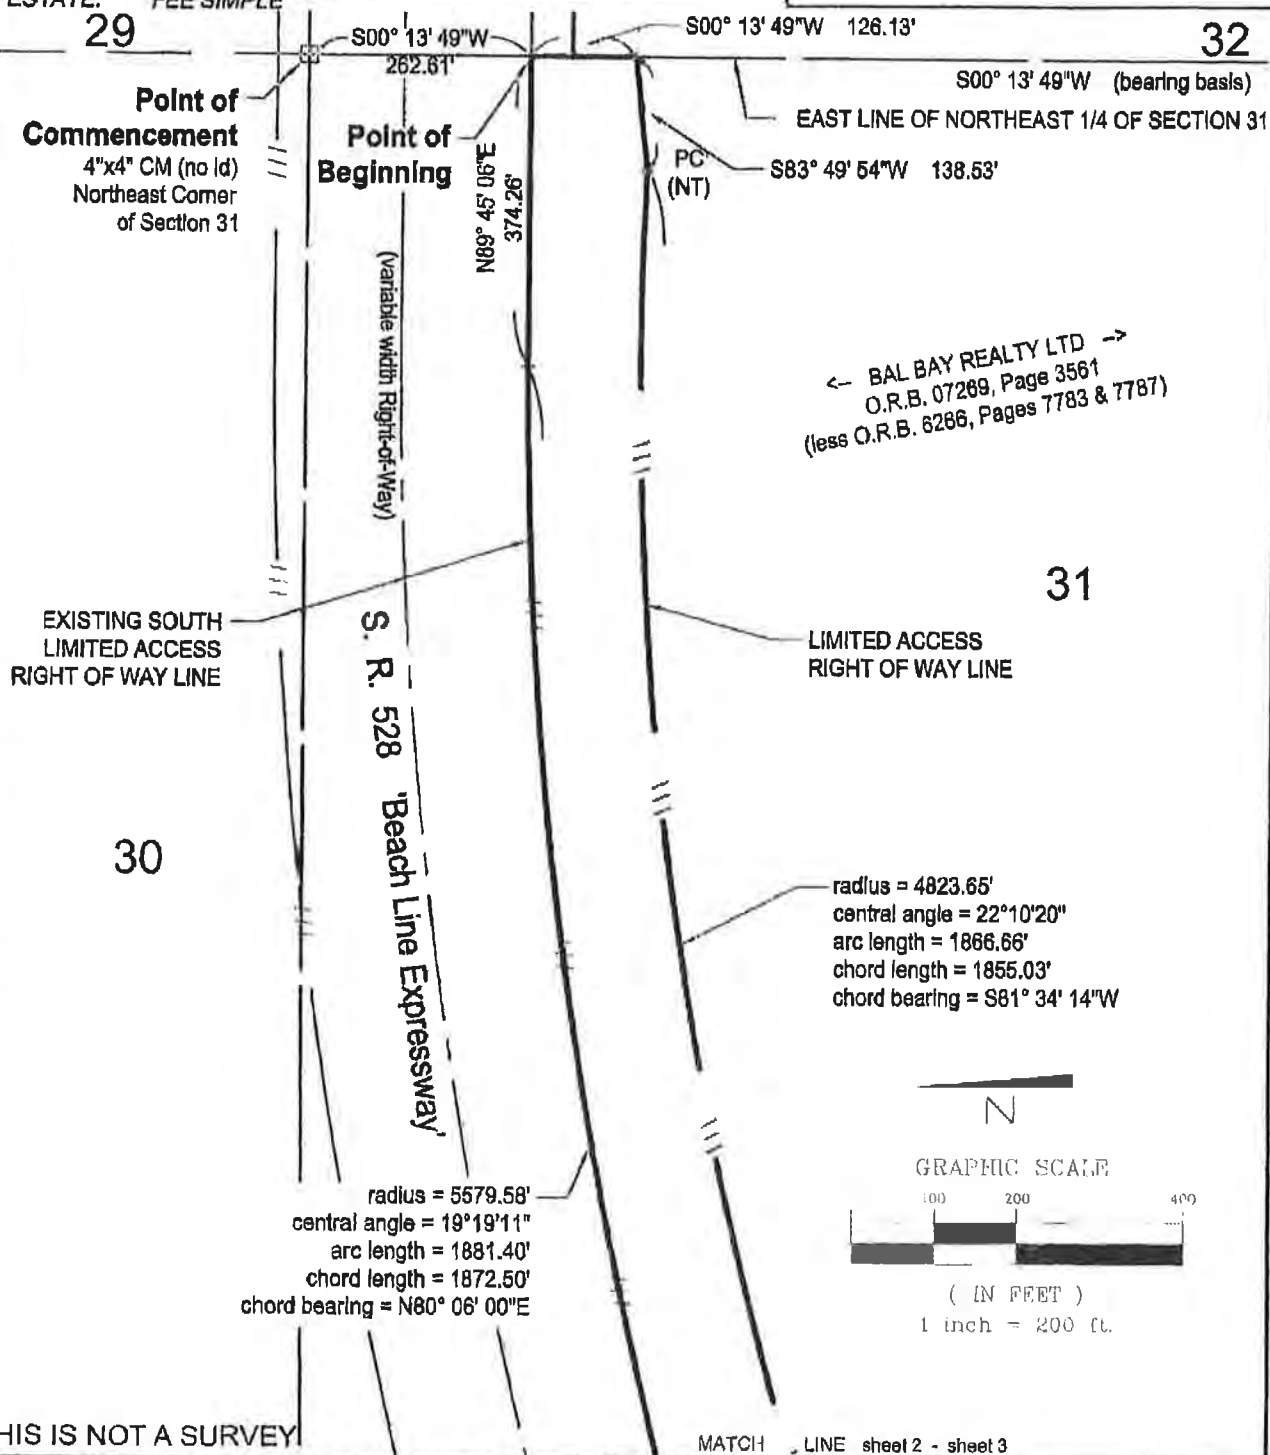 ESTATE: FEE SIMPLE
29
S00° 13' 49"W
262.61'
S00° 13' 49"W 126.13'
32
S00° 13' 49"W (bearing basis)
EAST LINE OF NORTHEAST 1/4 OF SECTION 31
Point of
Commencement
4"x4" CM (no id)
Northeast Corner
of Section 31
Point of
Beginning
N89° 45' 06"E
374.26'
PC
(NT)
S83° 49' 54"W 138.53'
(variable width Right-of-Way)
<-- BAL BAY REALTY LTD -->
O.R.B. 07269, Page 3561
(less O.R.B. 6266, Pages 7783 & 7787)
31
EXISTING SOUTH
LIMITED ACCESS
RIGHT OF WAY LINE
LIMITED ACCESS
RIGHT OF WAY LINE
S. R. 528 'Beach Line Expressway'
30
radius = 4823.65'
central angle = 22°10'20"
arc length = 1866.66'
chord length = 1855.03'
chord bearing = S81° 34' 14"W
N
GRAPHIC SCALE
100 200 400
( IN FEET )
1 inch = 200 ft.
radius = 5579.58'
central angle = 19°19'11"
arc length = 1881.40'
chord length = 1872.50'
chord bearing = N80° 06' 00"E
HIS IS NOT A SURVEY
MATCH LINE sheet 2 - sheet 3